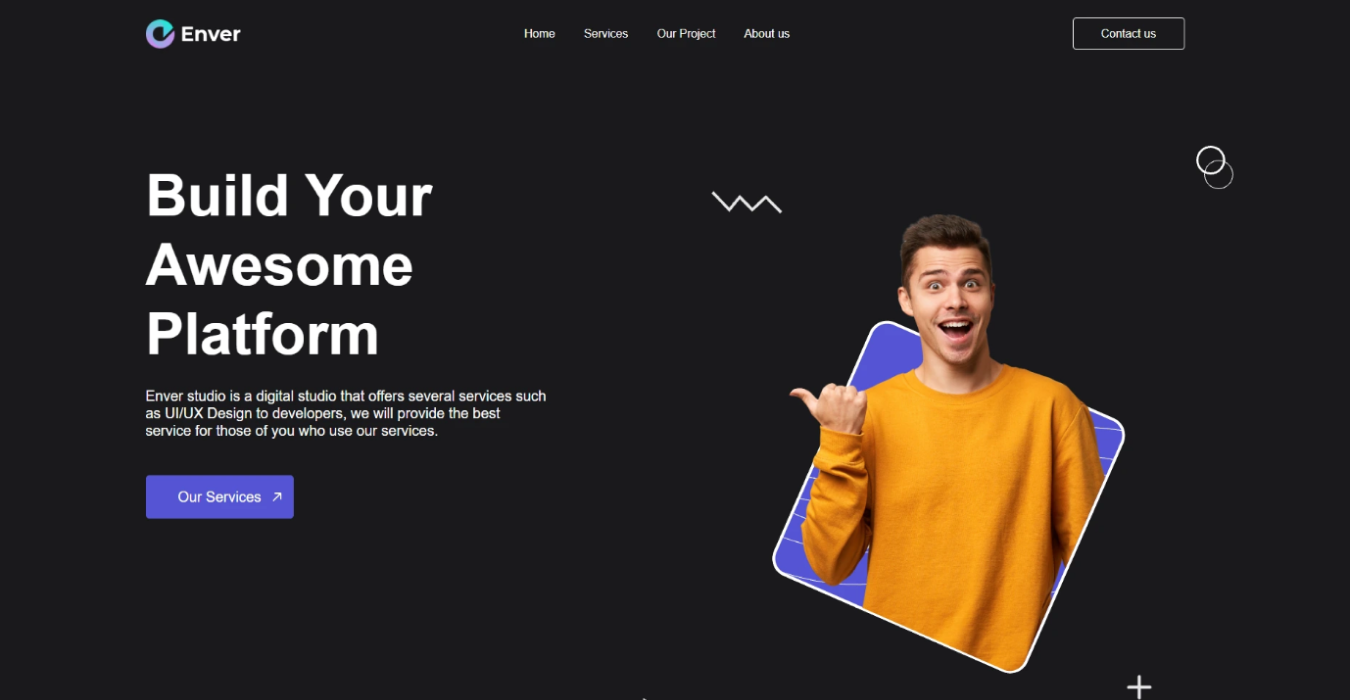 Enver
Home
Services
Our Project
About us
Contact us
Build Your
Awesome
Platform
Enver studio is a digital studio that offers several services such
as UI/UX Design to developers, we will provide the best
service for those of you who use our services.
Our Services